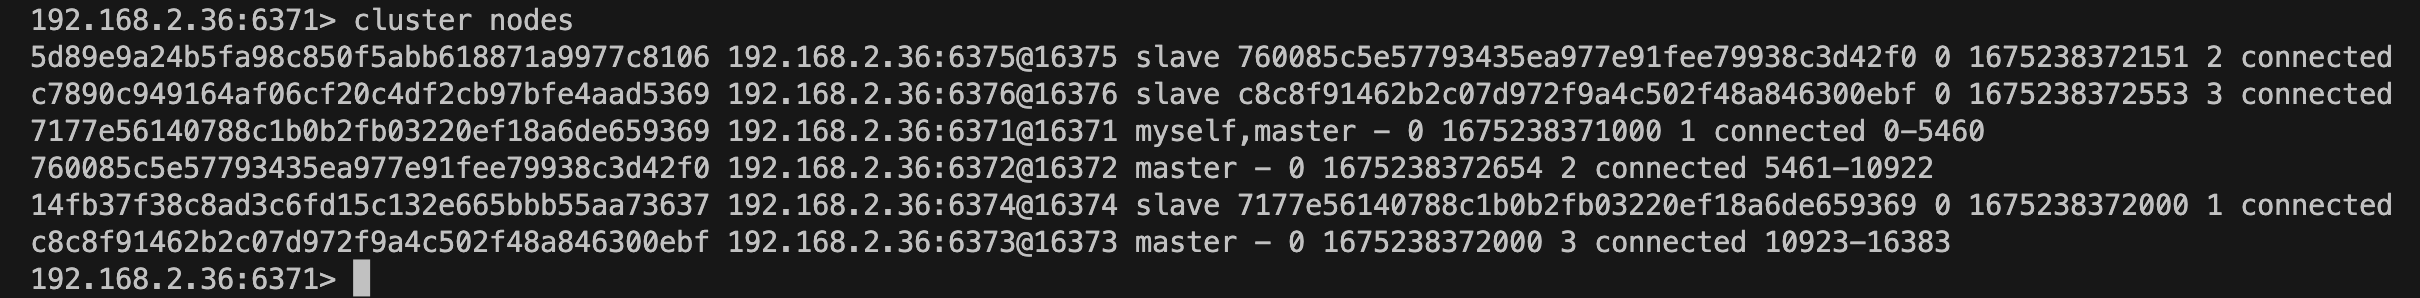 192.168.2.36:6371> cluster nodes
5d89e9a24b5fa98c850f5abb618871a9977c8106 192.168.2.36:6375@16375 slave 760085c5e57793435ea977e91fee79938c3d42f0 0 1675238372151 2 connected
c7890c949164af06cf20c4df2cb97bfe4aad5369 192.168.2.36:6376@16376 slave c8c8f91462b2c07d972f9a4c502f48a846300ebf 0 1675238372553 3 connected
7177e56140788c1b0b2fb03220ef18a6de659369 192.168.2.36:6371@16371 myself,master - 0 1675238371000 1 connected 0-5460
760085c5e57793435ea977e91fee79938c3d42f0 192.168.2.36:6372@16372 master - 0 1675238372654 2 connected 5461-10922
14fb37f38c8ad3c6fd15c132e665bbb55aa73637 192.168.2.36:6374@16374 slave 7177e56140788c1b0b2fb03220ef18a6de659369 0 1675238372000 1 connected
c8c8f91462b2c07d972f9a4c502f48a846300ebf 192.168.2.36:6373@16373 master - 0 1675238372000 3 connected 10923-16383
192.168.2.36:6371>